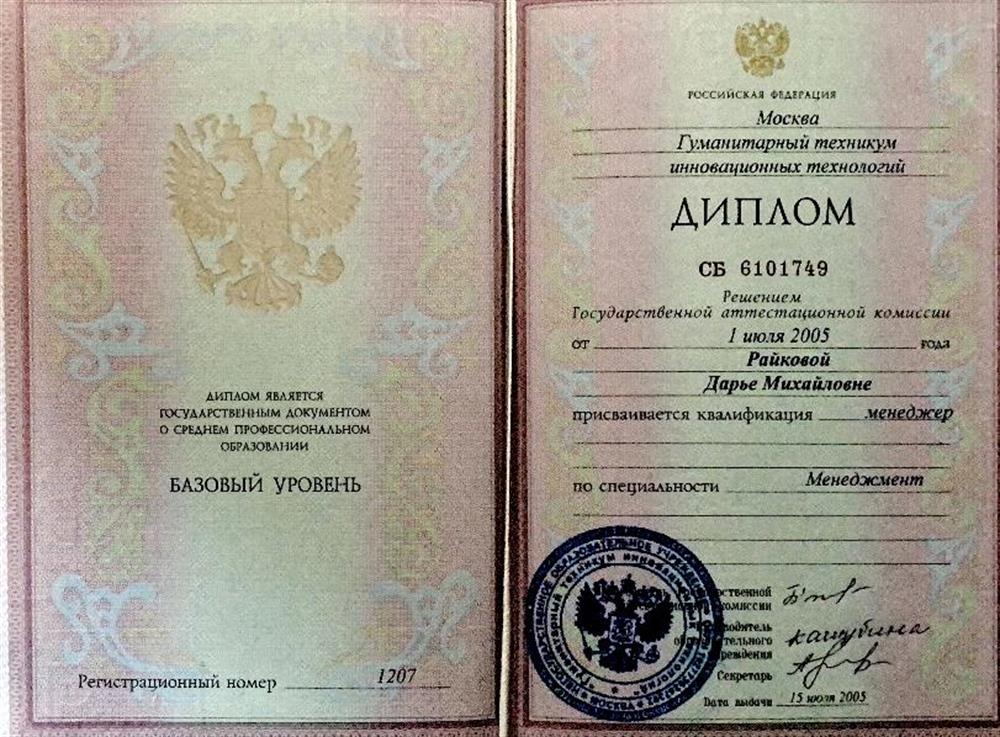 ДИПЛОМ ЯВЛЯЕТСЯ
ГОСУДАРСТВЕННЫМ ДОКУМЕНТОМ
О СРЕДНЕМ ПРОФЕССИОНАЛЬНОМ
ОБРАЗОВАНИИ
БАЗОВЫЙ УРОВЕНЬ
Регистрационный номер 1207
РОССИЙСКАЯ ФЕДЕРАЦИЯ
Москва
Гуманитарный техникум
инновационных технологий
ДИПЛОМ
СБ 6101749
Решением
Государственной аттестационной комиссии
от 1 июля 2005 года
Райковой
Дарье Михайловне
присваивается квалификация менеджер
по специальности Менеджмент
комиссии
Секретарь
Дата выдачи 15 июля 2005